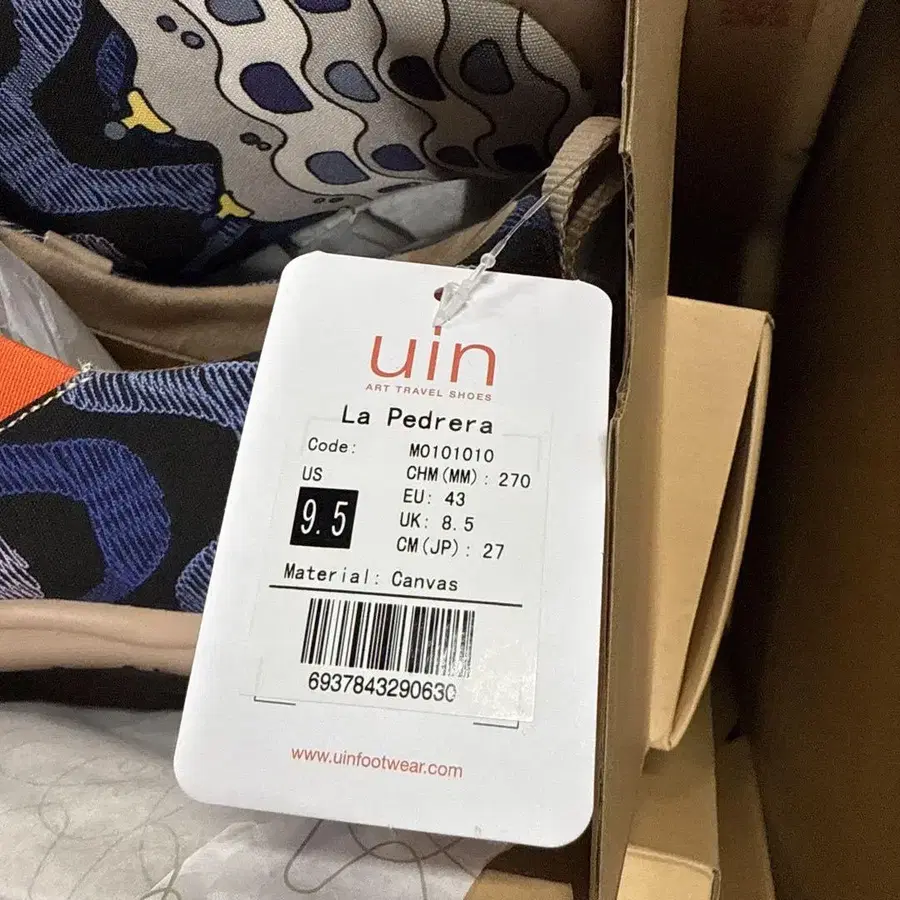 uin
ART TRAVEL SHOES
La Pedrera
Code: M0101010
US CHM(MM): 270
9.5 EU: 43
UK: 8.5
CM(JP): 27
Material: Canvas
6937843290630
www.uinfootwear.com